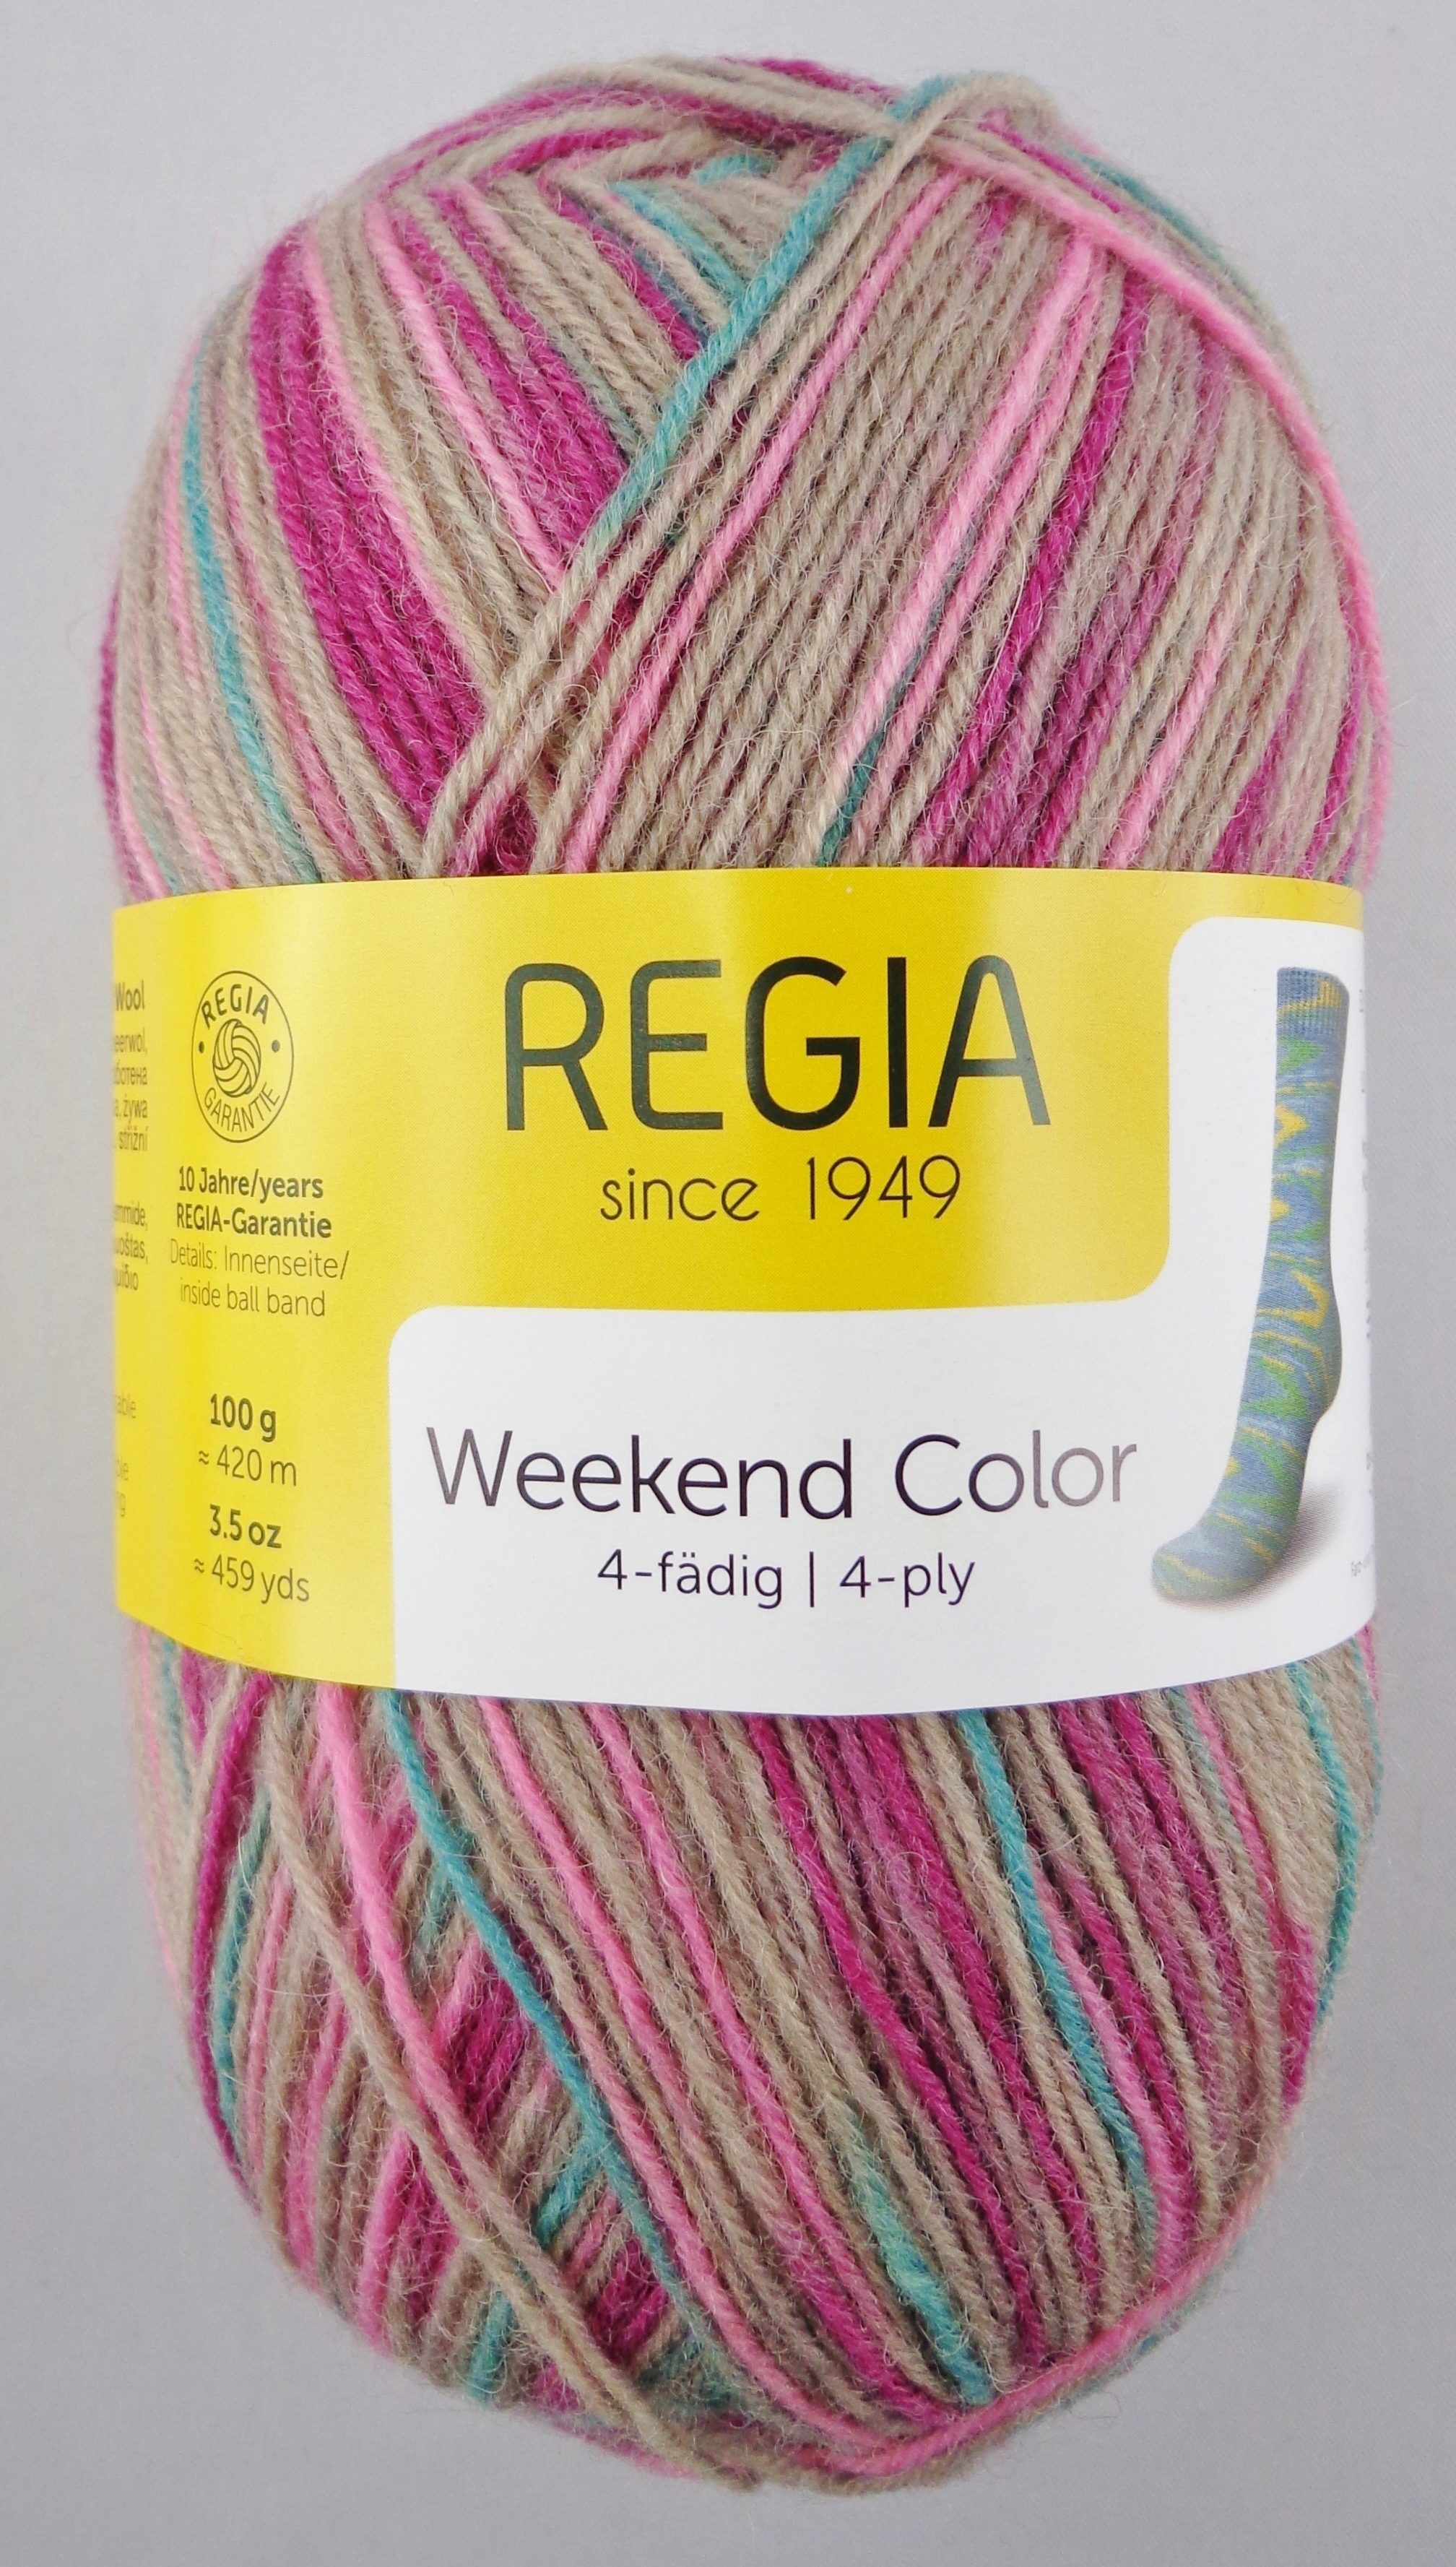 Wool
REGIA
GARANTIE
10 Jahre/years
REGIA-Garantie
Details: Innenseite/
inside ball band
100 g
≈ 420 m
3.5 oz
≈ 459 yds
REGIA
since 1949
Weekend Color
4-fädig | 4-ply